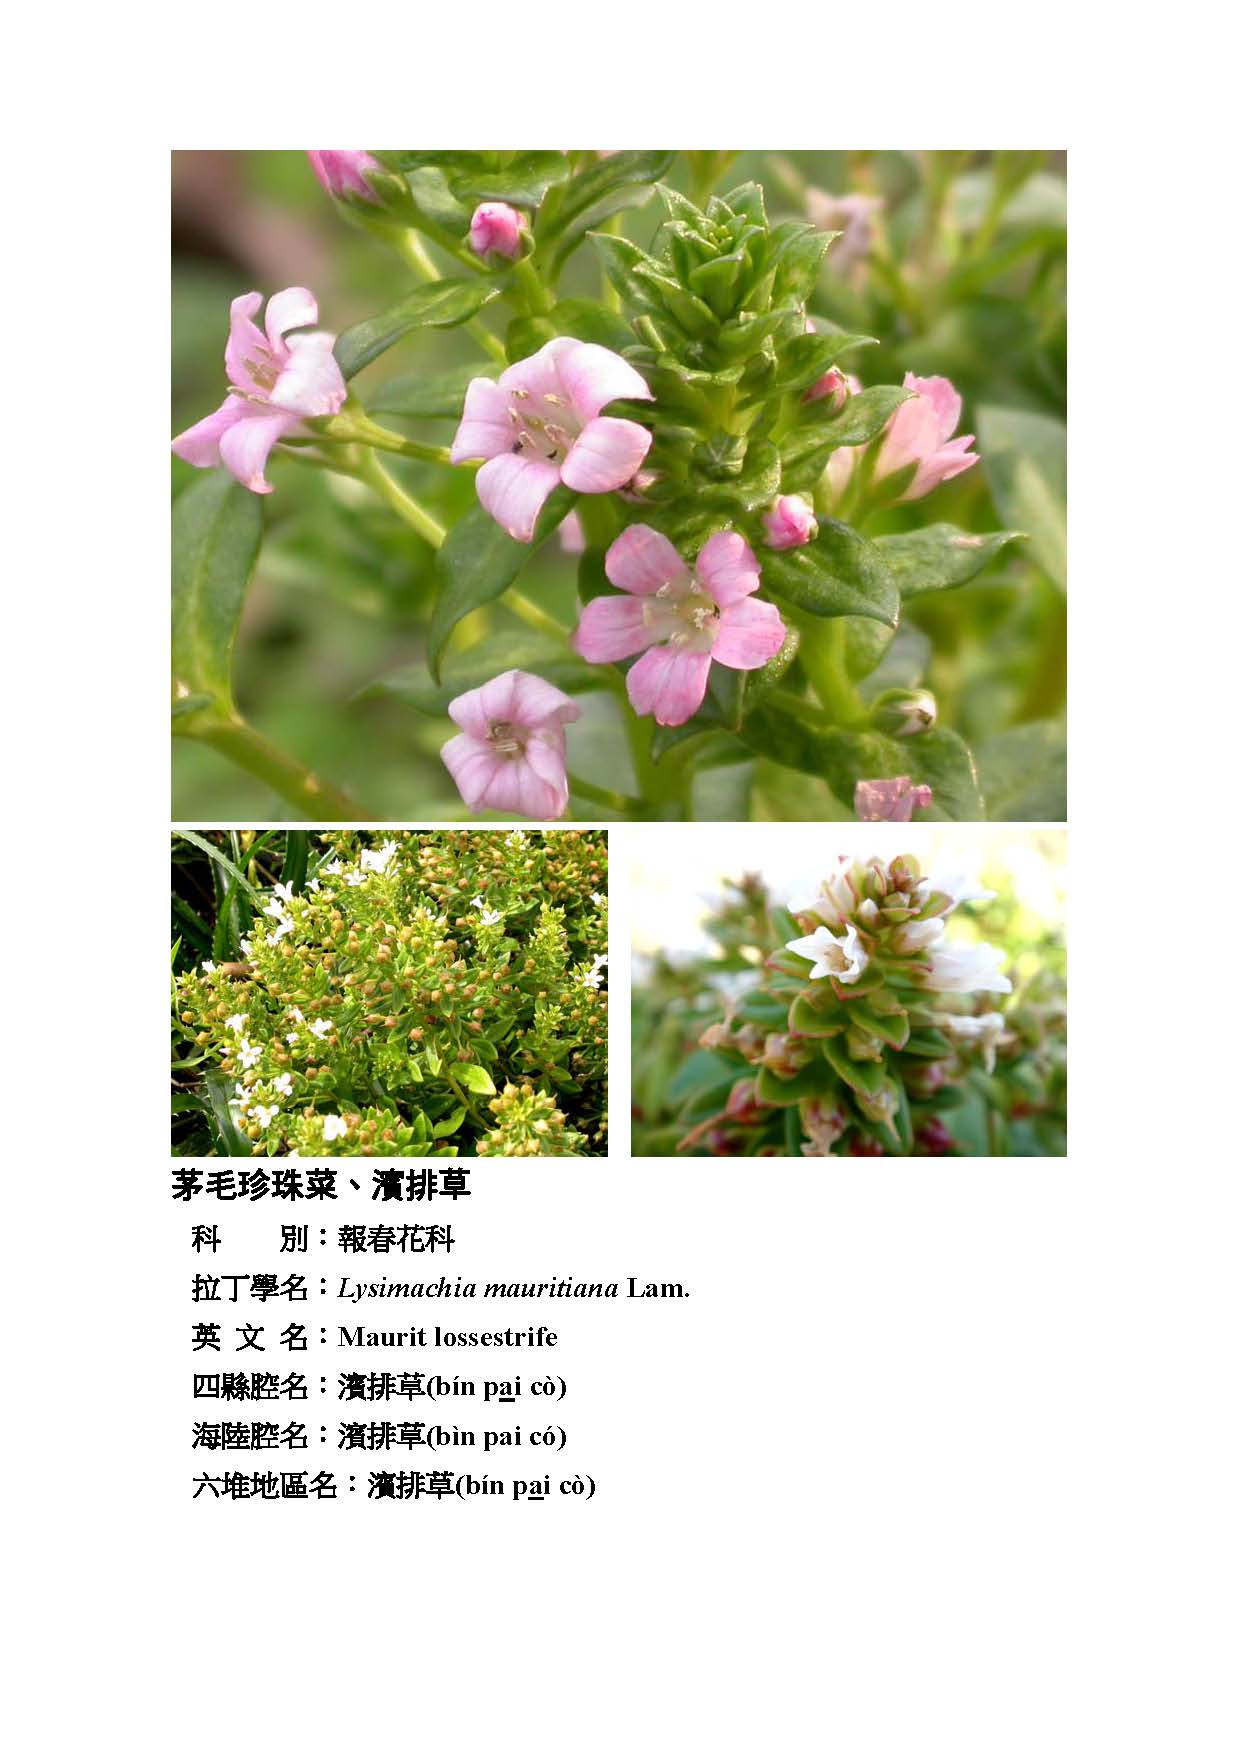 茅毛珍珠菜、濱排草
科　　別：報春花科
拉丁學名：Lysimachia mauritiana Lam.
英 文 名：Maurit lossestrife
四縣腔名：濱排草(bín pai cò)
海陸腔名：濱排草(bìn pai có)
六堆地區名：濱排草(bín pai cò)